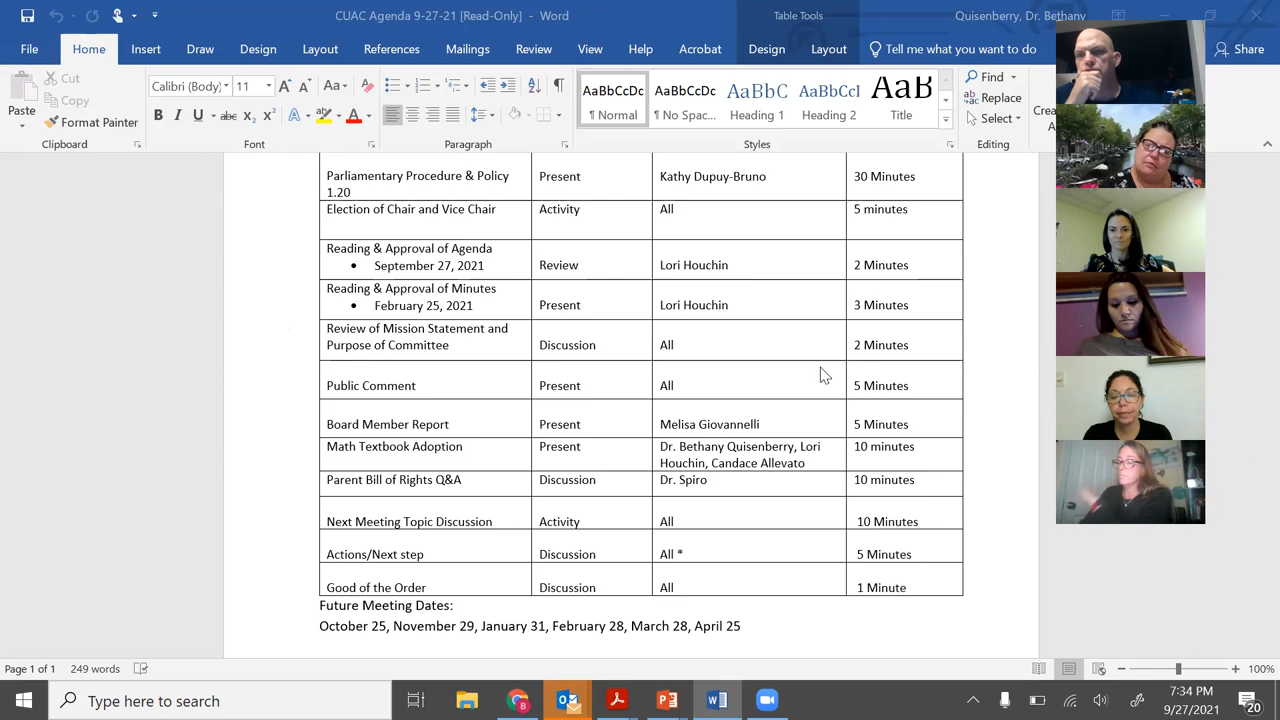 CUAC Agenda 9-27-21 [Read-Only] - Word
Table Tools
Quisenberry, Dr. Bethany
File Home Insert Draw Design Layout References Mailings Review View Help Acrobat Design Layout Tell me what you want to do Share
Paste
Cut
Copy
Format Painter
Clipboard
Calibri (Body) 11
Font
Paragraph
AaBbCcDc AaBbCcDc AaBbC AaBbCcI AaB
¶ Normal ¶ No Spac... Heading 1 Heading 2 Title
Styles
Find
Replace
Select
Editing
Parliamentary Procedure & Policy 1.20 Present Kathy Dupuy-Bruno 30 Minutes
Election of Chair and Vice Chair Activity All 5 minutes
Reading & Approval of Agenda
• September 27, 2021 Review Lori Houchin 2 Minutes
Reading & Approval of Minutes
• February 25, 2021 Present Lori Houchin 3 Minutes
Review of Mission Statement and
Purpose of Committee Discussion All 2 Minutes
Public Comment Present All 5 Minutes
Board Member Report Present Melisa Giovannelli 5 Minutes
Math Textbook Adoption Present Dr. Bethany Quisenberry, Lori
Houchin, Candace Allevato 10 minutes
Parent Bill of Rights Q&A Discussion Dr. Spiro 10 minutes
Next Meeting Topic Discussion Activity All 10 Minutes
Actions/Next step Discussion All * 5 Minutes
Good of the Order Discussion All 1 Minute
Future Meeting Dates:
October 25, November 29, January 31, February 28, March 28, April 25
Page 1 of 1 249 words 100%
Type here to search
7:34 PM
9/27/2021
20